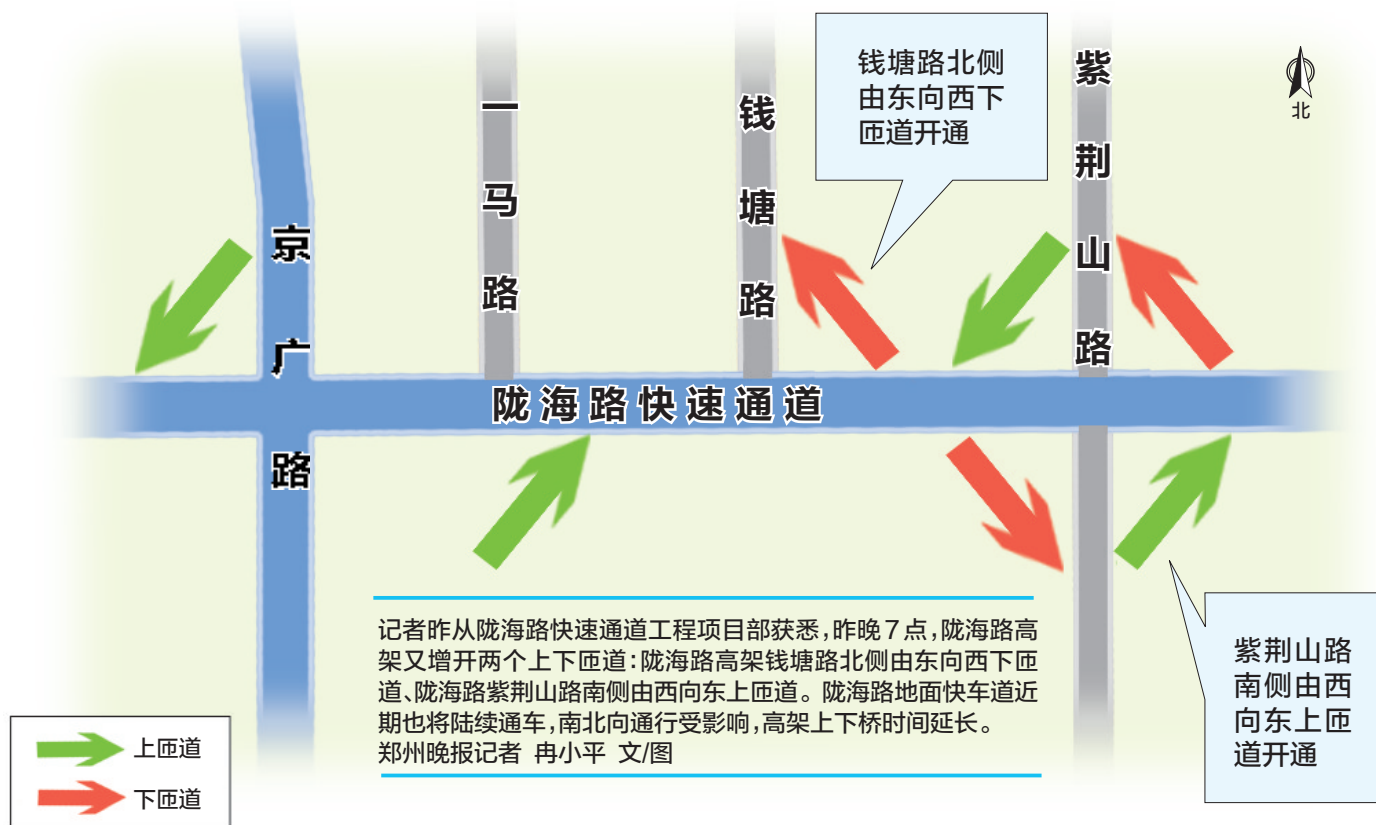 钱塘路北侧
由东向西下
匝道开通
北
京广路
一马路
钱塘路
紫荆山路
陇海路快速通道
记者昨从陇海路快速通道工程项目部获悉,昨晚7点,陇海路高
架又增开两个上下匝道:陇海路高架钱塘路北侧由东向西下匝
道、陇海路紫荆山路南侧由西向东上匝道。陇海路地面快车道近
期也将陆续通车,南北向通行受影响,高架上下桥时间延长。
郑州晚报记者 冉小平 文/图
紫荆山路
南侧由西
向东上匝
道开通
上匝道
下匝道